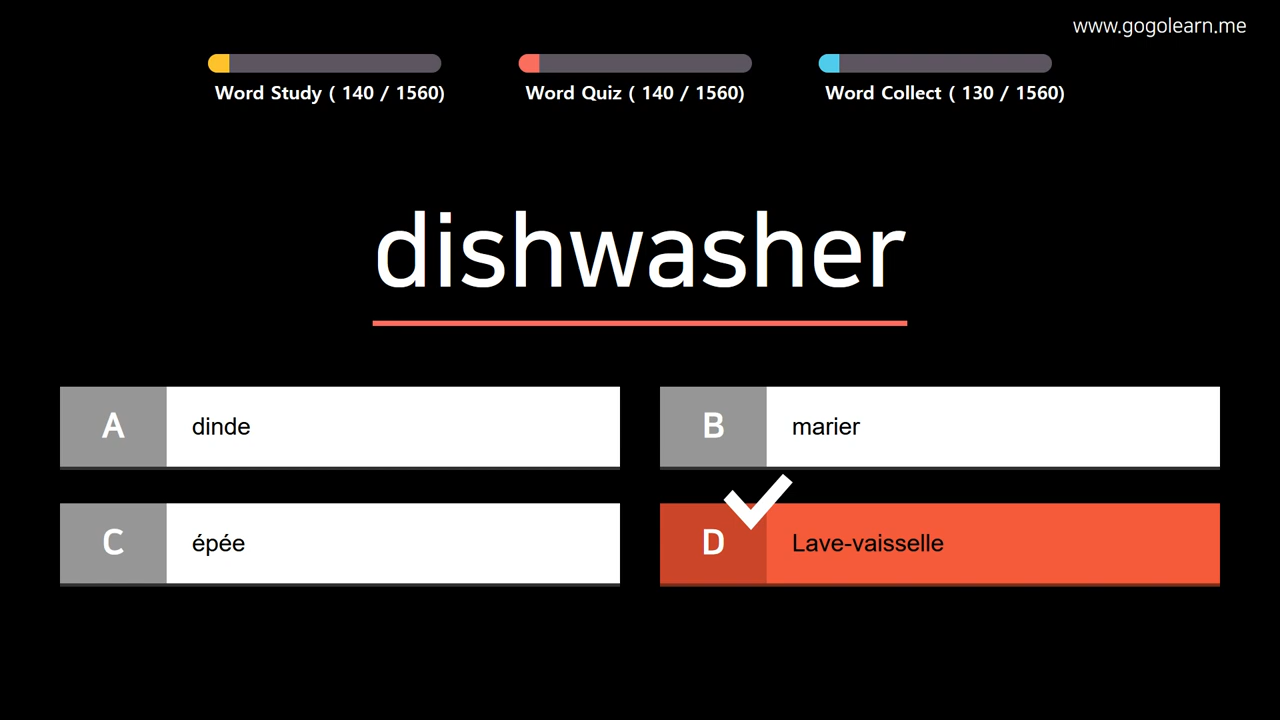 www.gogolearn.me
Word Study ( 140 / 1560)
Word Quiz ( 140 / 1560)
Word Collect ( 130 / 1560)
dishwasher
A dinde
B marier
C épée
D Lave-vaisselle